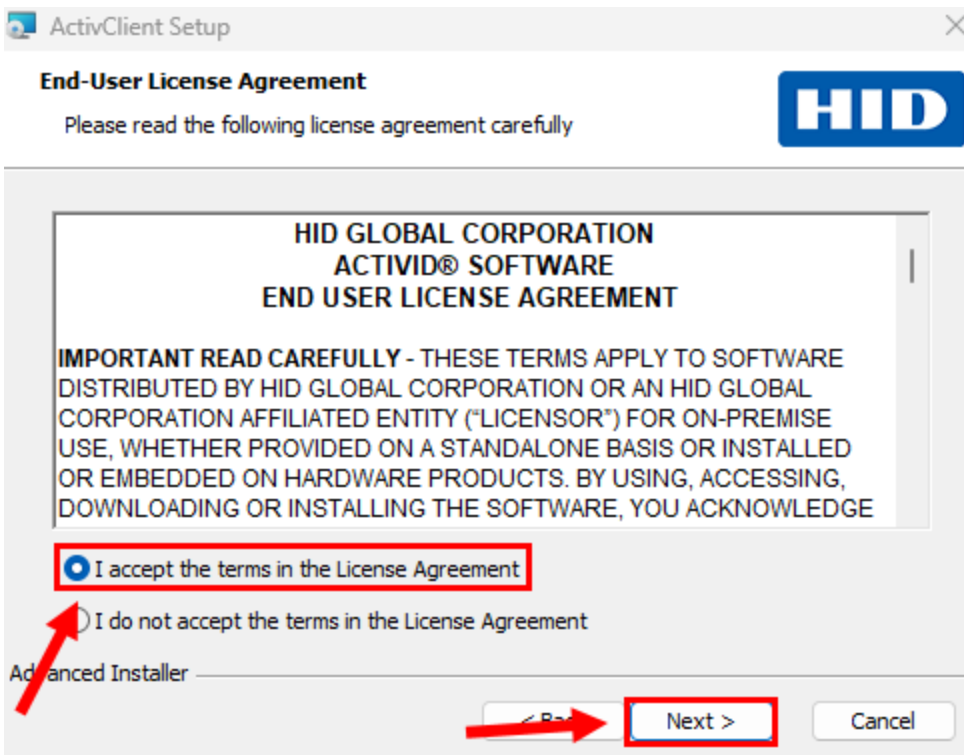 ActivClient Setup
End-User License Agreement
Please read the following license agreement carefully
HID
HID GLOBAL CORPORATION
ACTIVID® SOFTWARE
END USER LICENSE AGREEMENT
IMPORTANT READ CAREFULLY - THESE TERMS APPLY TO SOFTWARE
DISTRIBUTED BY HID GLOBAL CORPORATION OR AN HID GLOBAL
CORPORATION AFFILIATED ENTITY (“LICENSOR”) FOR ON-PREMISE
USE, WHETHER PROVIDED ON A STANDALONE BASIS OR INSTALLED
OR EMBEDDED ON HARDWARE PRODUCTS. BY USING, ACCESSING,
DOWNLOADING OR INSTALLING THE SOFTWARE, YOU ACKNOWLEDGE
I accept the terms in the License Agreement
I do not accept the terms in the License Agreement
Advanced Installer
Next > Cancel